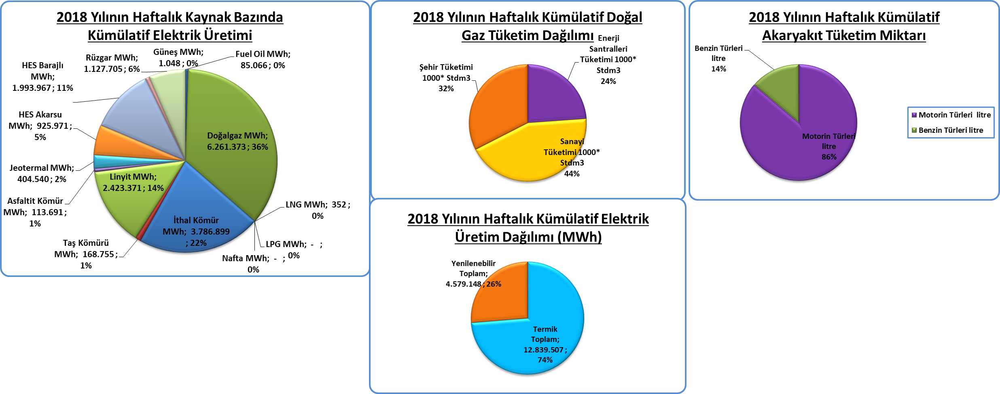 2018 Yılının Haftalık Kaynak Bazında
Kümülatif Elektrik Üretimi
Güneş MWh;
1.048 ; 0%
Fuel Oil MWh;
85.066 ; 0%
Rüzgar MWh;
1.127.705 ; 6%
HES Barajlı
MWh;
1.993.967 ; 11%
HES Akarsu
MWh; 925.971 ;
5%
Doğalgaz MWh;
6.261.373 ; 36%
Jeotermal MWh;
404.540 ; 2%
Linyit MWh;
2.423.371 ; 14%
Asfaltit Kömür
MWh; 113.691 ;
1%
LNG MWh; 352 ;
0%
İthal Kömür
MWh; 3.786.899
; 22%
Taş Kömürü
MWh; 168.755 ;
1%
LPG MWh; - ;
0%
Nafta MWh; - ;
0%
2018 Yılının Haftalık Kümülatif Doğal
Gaz Tüketim Dağılımı
Enerji
Santralleri
Tüketimi 1000*
Stdm3
24%
Şehir Tüketimi
1000* Stdm3
32%
Sanayi
Tüketimi 1000*
Stdm3
44%
2018 Yılının Haftalık Kümülatif
Akaryakıt Tüketim Miktarı
Benzin Türleri
litre
14%
Motorin Türleri
litre
86%
Motorin Türleri litre
Benzin Türleri litre
2018 Yılının Haftalık Kümülatif Elektrik
Üretim Dağılımı (MWh)
Yenilenebilir
Toplam;
4.579.148 ; 26%
Termik
Toplam;
12.839.507 ;
74%